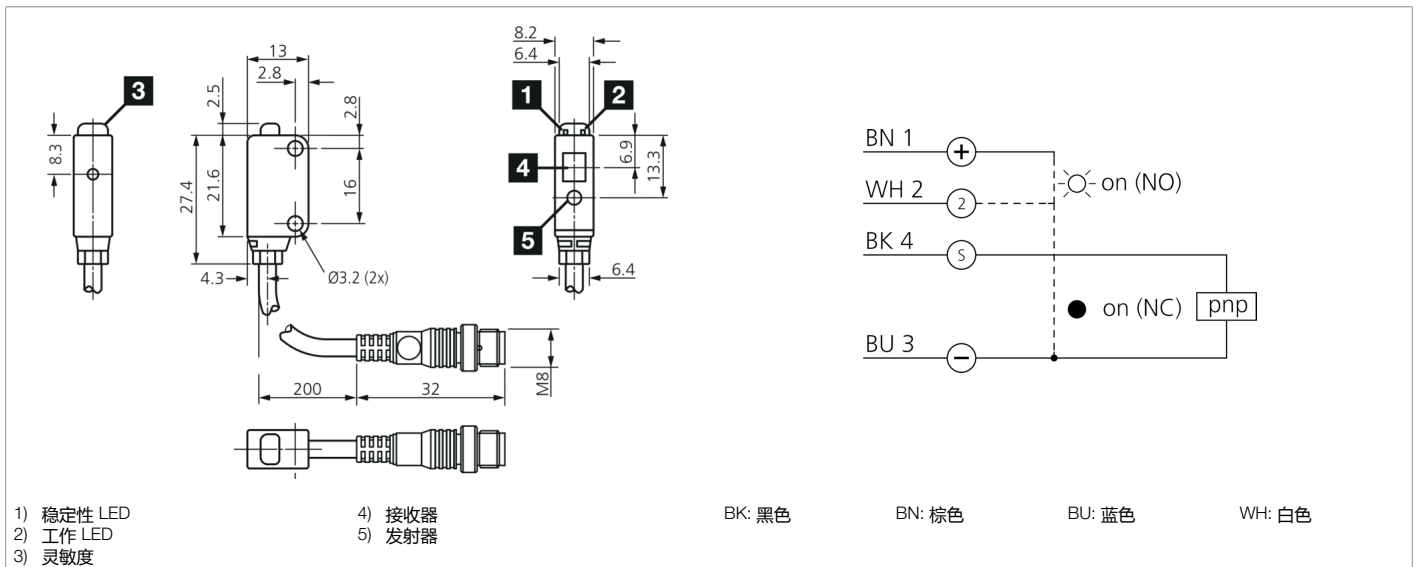 3
8.3
13
2.8
2.5
2.8
27.4
21.6
16
4.3
Ø3.2 (2x)
200
32
M8
8.2
6.4
1
2
4
5
6.9
13.3
6.4
BN 1
+
on (NO)
WH 2
2
BK 4
S
on (NC)
pnp
BU 3
−
1) 稳定性 LED
2) 工作 LED
3) 灵敏度
4) 接收器
5) 发射器
BK: 黑色
BN: 棕色
BU: 蓝色
WH: 白色